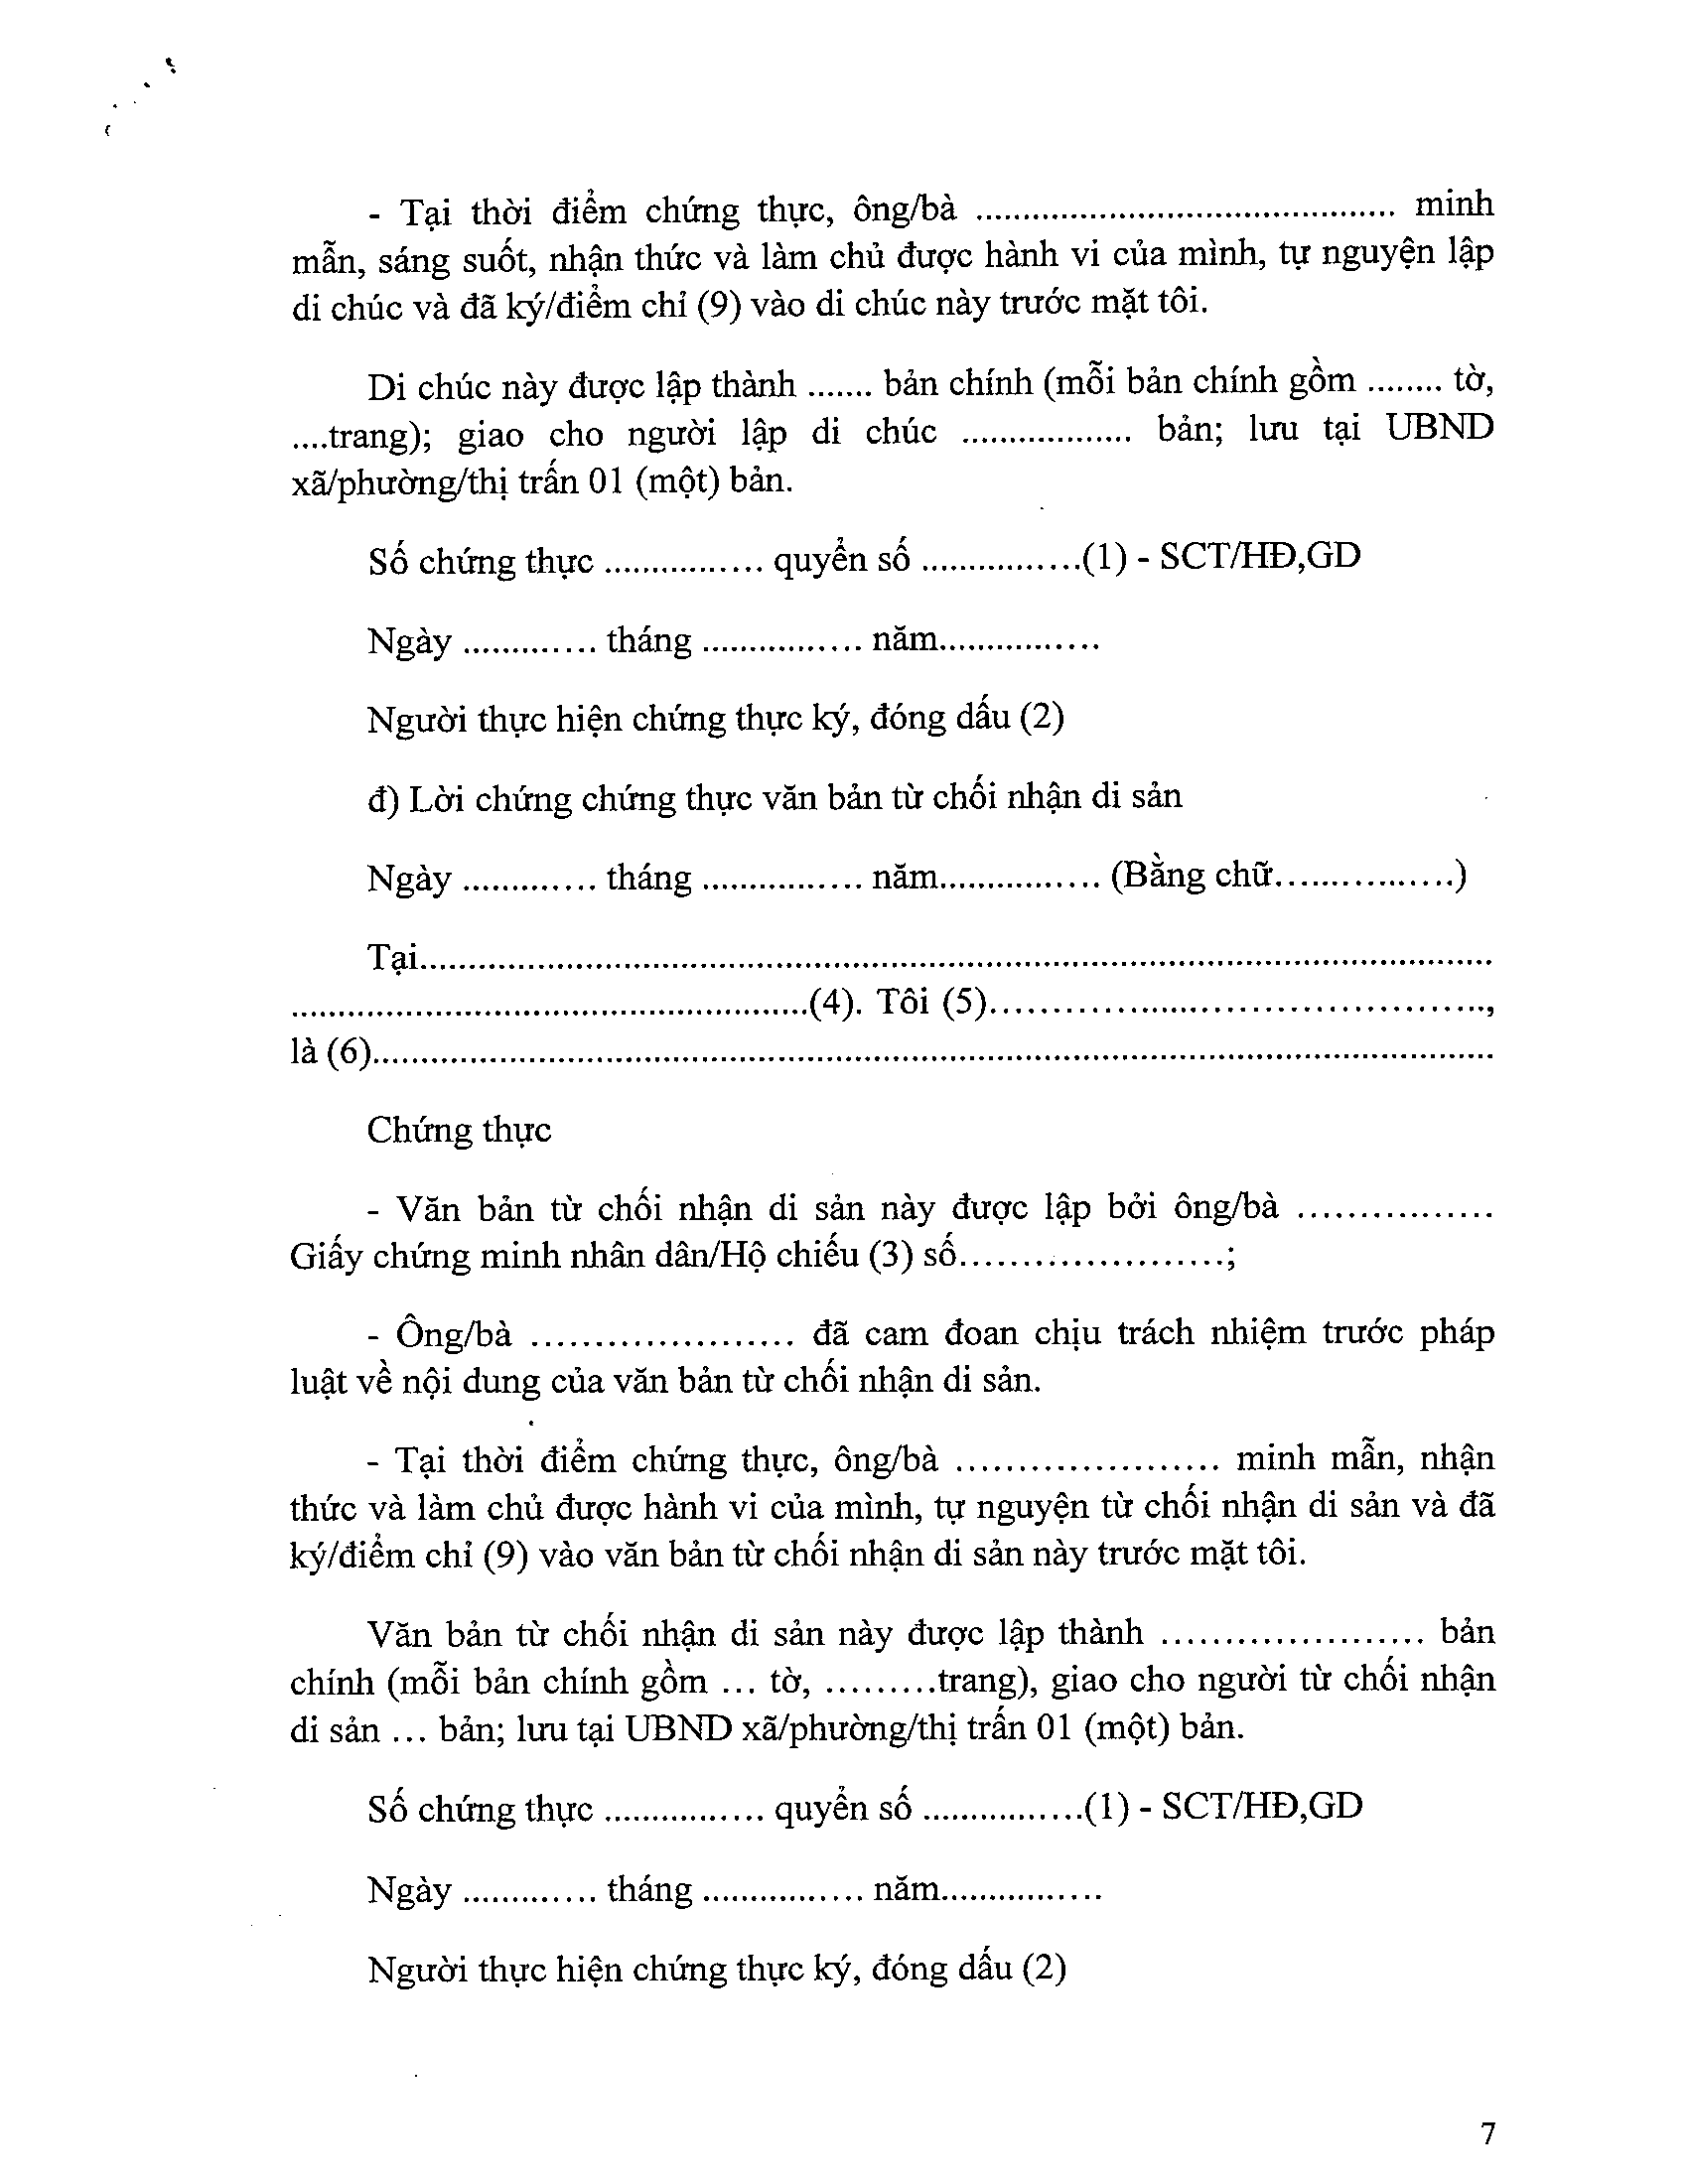 - Tại thời điểm chứng thực, ông/bà .......................................... minh
mẫn, sáng suốt, nhận thức và làm chủ được hành vi của mình, tự nguyện lập
di chúc và đã ký/điểm chỉ (9) vào di chúc này trước mặt tôi.
Di chúc này được lập thành ....... bản chính (mỗi bản chính gồm ........ tờ,
....trang); giao cho người lập di chúc .................. bản; lưu tại UBND
xã/phường/thị trấn 01 (một) bản.
Số chứng thực ................ quyển số ................(1) - SCT/HĐ,GD
Ngày ............. tháng ................ năm................
Người thực hiện chứng thực ký, đóng dấu (2)
đ) Lời chứng chứng thực văn bản từ chối nhận di sản
Ngày ............. tháng ................ năm................ (Bằng chữ.................)
Tại..............................................................................................................
.....................................................(4). Tôi (5)................................................,
là (6)..................................................................................................................
Chứng thực
- Văn bản từ chối nhận di sản này được lập bởi ông/bà ................
Giấy chứng minh nhân dân/Hộ chiếu (3) số.....................;
- Ông/bà ..................... đã cam đoan chịu trách nhiệm trước pháp
luật về nội dung của văn bản từ chối nhận di sản.
- Tại thời điểm chứng thực, ông/bà ..................... minh mẫn, nhận
thức và làm chủ được hành vi của mình, tự nguyện từ chối nhận di sản và đã
ký/điểm chỉ (9) vào văn bản từ chối nhận di sản này trước mặt tôi.
Văn bản từ chối nhận di sản này được lập thành ..................... bản
chính (mỗi bản chính gồm ... tờ, .........trang), giao cho người từ chối nhận
di sản ... bản; lưu tại UBND xã/phường/thị trấn 01 (một) bản.
Số chứng thực ................ quyển số ................(1) - SCT/HĐ,GD
Ngày ............. tháng ................ năm................
Người thực hiện chứng thực ký, đóng dấu (2)
7